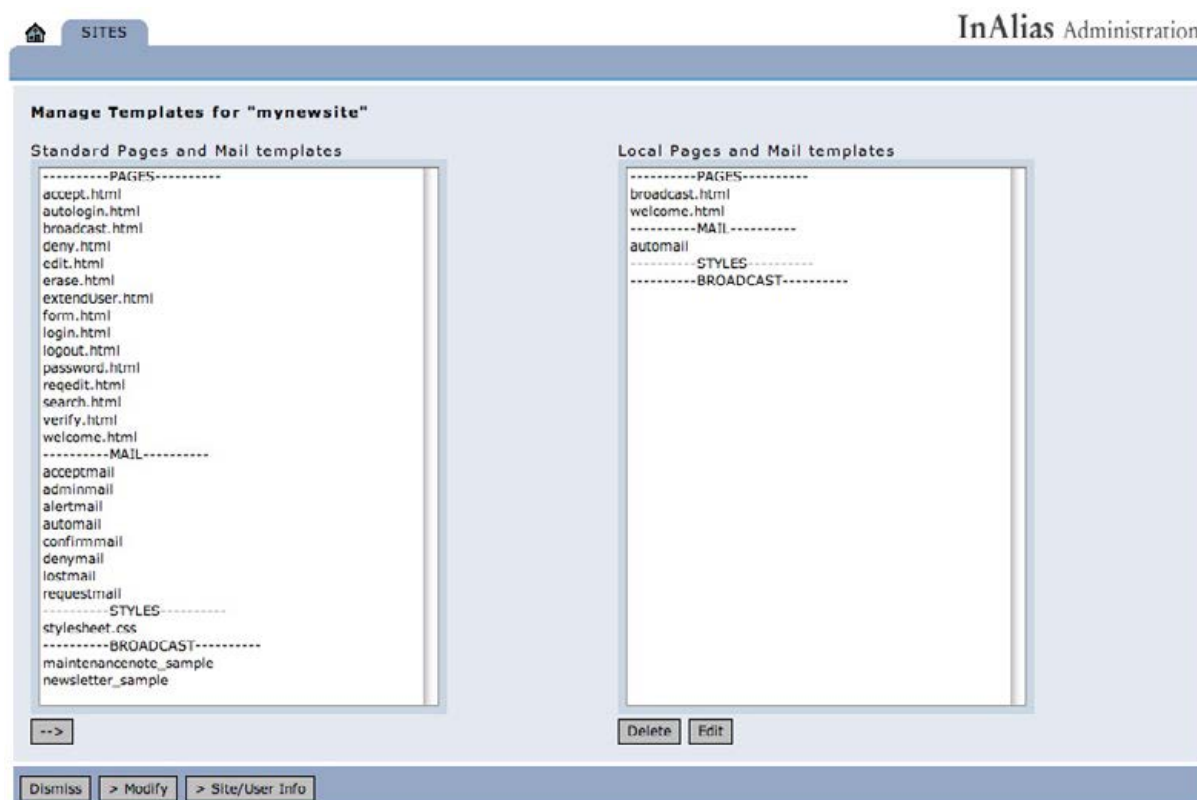 SITES
InAlias Administration
Manage Templates for "mynewsite"
Standard Pages and Mail templates
----------PAGES----------
accept.html
autologin.html
broadcast.html
deny.html
edit.html
erase.html
extendUser.html
form.html
login.html
logout.html
password.html
reqedit.html
search.html
verify.html
welcome.html
----------MAIL----------
acceptmail
adminmail
alertmail
automail
confirmmail
denymail
lostmail
requestmail
----------STYLES----------
stylesheet.css
----------BROADCAST----------
maintenancenote_sample
newsletter_sample
-->
Local Pages and Mail templates
----------PAGES----------
broadcast.html
welcome.html
----------MAIL----------
automail
----------STYLES----------
----------BROADCAST----------
Delete Edit
Dismiss > Modify > Site/User Info